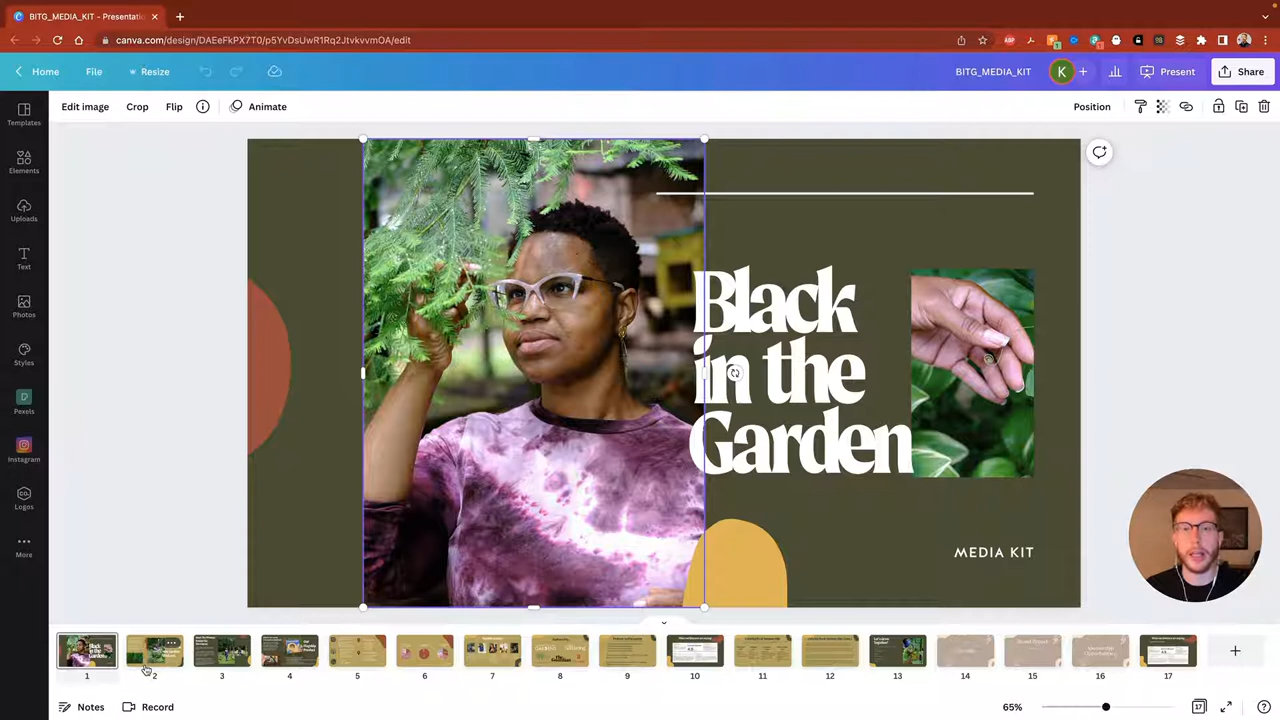 BITG_MEDIA_KIT - Presentatio
canva.com/design/DAEeFkPX7T0/p5YvDsUwR1Rq2JtvkvvmOA/edit
Home
File
Resize
BITG_MEDIA_KIT
K
Present
Share
Edit image
Crop
Flip
Animate
Position
Templates
Elements
Uploads
Text
Photos
Styles
Pexels
Instagram
CO.
Logos
More
Black
in the
Garden
MEDIA KIT
1
2
3
4
5
6
7
8
9
10
11
12
13
14
15
16
17
Notes
Record
65%
17